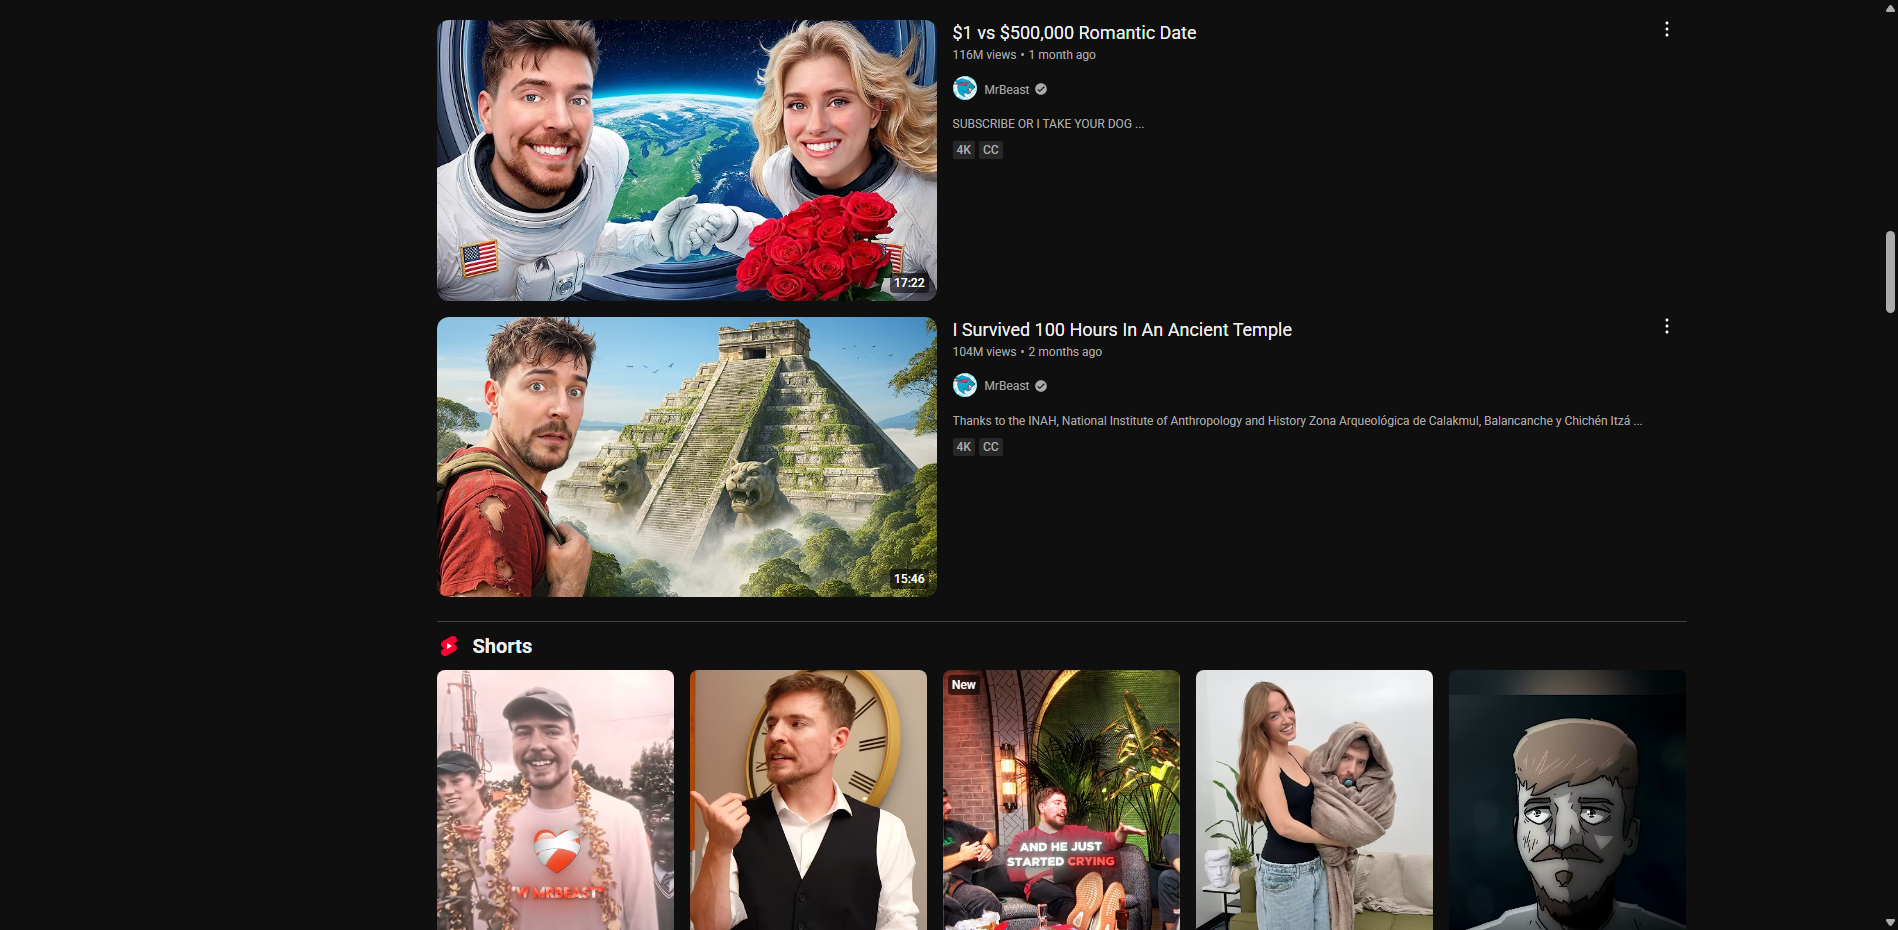 $1 vs $500,000 Romantic Date
116M views • 1 month ago
MrBeast
SUBSCRIBE OR I TAKE YOUR DOG ...
4K CC
17:22
I Survived 100 Hours In An Ancient Temple
104M views • 2 months ago
MrBeast
Thanks to the INAH, National Institute of Anthropology and History Zona Arqueológica de Calakmul, Balancanche y Chichén Itzá ...
4K CC
15:46
Shorts
"W MRBEAST"
New
AND HE JUST
STARTED CRYING